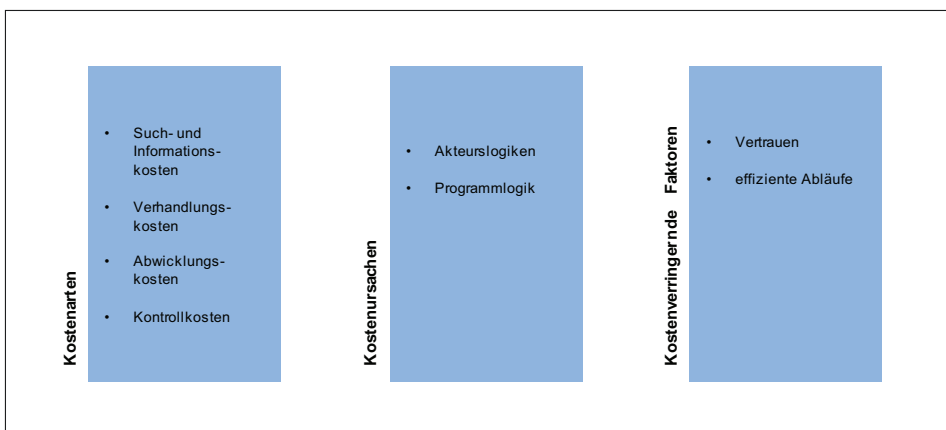 Kostenarten
• Such- und
Informations-
kosten
• Verhandlungs-
kosten
• Abwicklungs-
kosten
• Kontrollkosten
Kostenursachen
• Akteurslogiken
• Programmlogik
Kostenverringernde Faktoren
• Vertrauen
• effiziente Abläufe